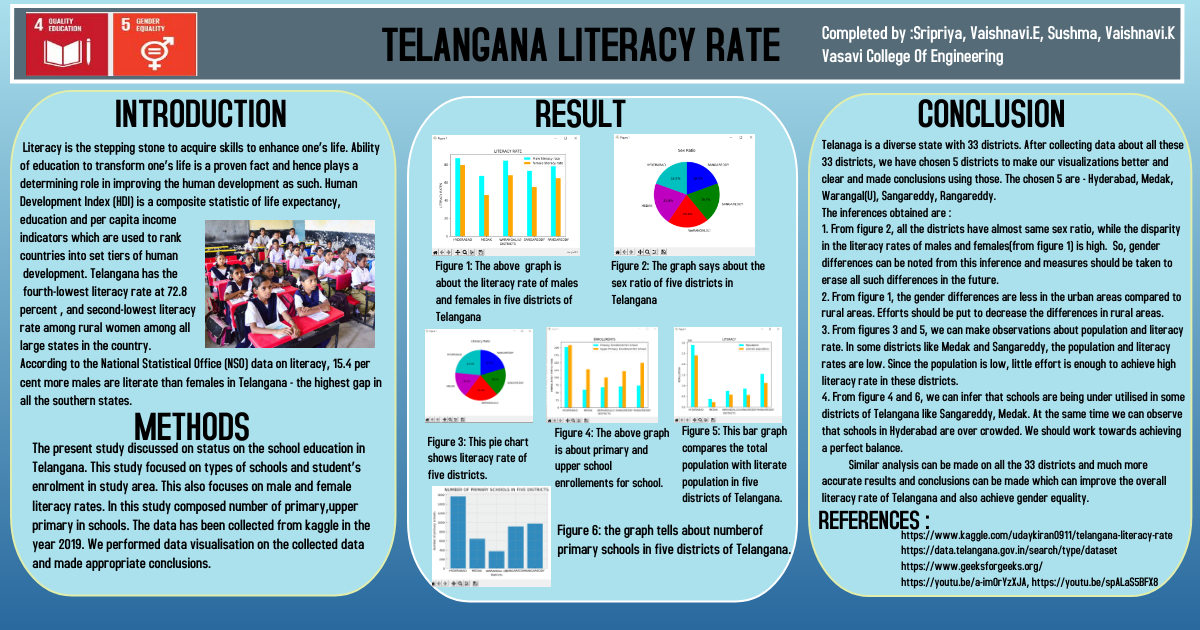 4 QUALITY
EDUCATION
5 GENDER
EQUALITY
TELANGANA LITERACY RATE
Completed by :Sripriya, Vaishnavi.E, Sushma, Vaishnavi.K
Vasavi College Of Engineering
INTRODUCTION
Literacy is the stepping stone to acquire skills to enhance one's life. Ability
of education to transform one's life is a proven fact and hence plays a
determining role in improving the human development as such. Human
Development Index (HDI) is a composite statistic of life expectancy,
education and per capita income
indicators which are used to rank
countries into set tiers of human
development. Telangana has the
fourth-lowest literacy rate at 72.8
percent , and second-lowest literacy
rate among rural women among all
large states in the country.
According to the National Statistical Office (NSO) data on literacy, 15.4 per
cent more males are literate than females in Telangana - the highest gap in
all the southern states.
METHODS
The present study discussed on status on the school education in
Telangana. This study focused on types of schools and student's
enrolment in study area. This also focuses on male and female
literacy rates. In this study composed number of primary,upper
primary in schools. The data has been collected from kaggle in the
year 2019. We performed data visualisation on the collected data
and made appropriate conclusions.
RESULT
LITERACY RATE
HYDERABAD MEDAK WARANGAL(U) SANGAREDDY RANGAREDDY
DISTRICTS
Figure 1: The above graph is
about the literacy rate of males
and females in five districts of
Telangana
Sex Ratio
HYDERABAD
RANGAREDDY
MEDAK
SANGAREDDY
WARANGAL(U)
Figure 2: The graph says about the
sex ratio of five districts in
Telangana
Literacy Rate
Figure 3: This pie chart
shows literacy rate of
five districts.
ENROLLMENTS
Figure 4: The above graph
is about primary and
upper school
enrollements for school.
LITERACY
Figure 5: This bar graph
compares the total
population with literate
population in five
districts of Telangana.
NUMBER OF PRIMARY SCHOOLS IN FIVE DISTRICTS
Figure 6: the graph tells about numberof
primary schools in five districts of Telangana.
CONCLUSION
Telanaga is a diverse state with 33 districts. After collecting data about all these
33 districts, we have chosen 5 districts to make our visualizations better and
clear and made conclusions using those. The chosen 5 are - Hyderabad, Medak,
Warangal(U), Sangareddy, Rangareddy.
The inferences obtained are :
1. From figure 2, all the districts have almost same sex ratio, while the disparity
in the literacy rates of males and females(from figure 1) is high. So, gender
differences can be noted from this inference and measures should be taken to
erase all such differences in the future.
2. From figure 1, the gender differences are less in the urban areas compared to
rural areas. Efforts should be put to decrease the differences in rural areas.
3. From figures 3 and 5, we can make observations about population and literacy
rate. In some districts like Medak and Sangareddy, the population and literacy
rates are low. Since the population is low, little effort is enough to achieve high
literacy rate in these districts.
4. From figure 4 and 6, we can infer that schools are being under utilised in some
districts of Telangana like Sangareddy, Medak. At the same time we can observe
that schools in Hyderabad are over crowded. We should work towards achieving
a perfect balance.
Similar analysis can be made on all the 33 districts and much more
accurate results and conclusions can be made which can improve the overall
literacy rate of Telangana and also achieve gender equality.
REFERENCES :
https://www.kaggle.com/udaykiran0911/telangana-literacy-rate
https://data.telangana.gov.in/search/type/dataset
https://www.geeksforgeeks.org/
https://youtu.be/a-im0rYzXJA, https://youtu.be/spALaS5BFX8